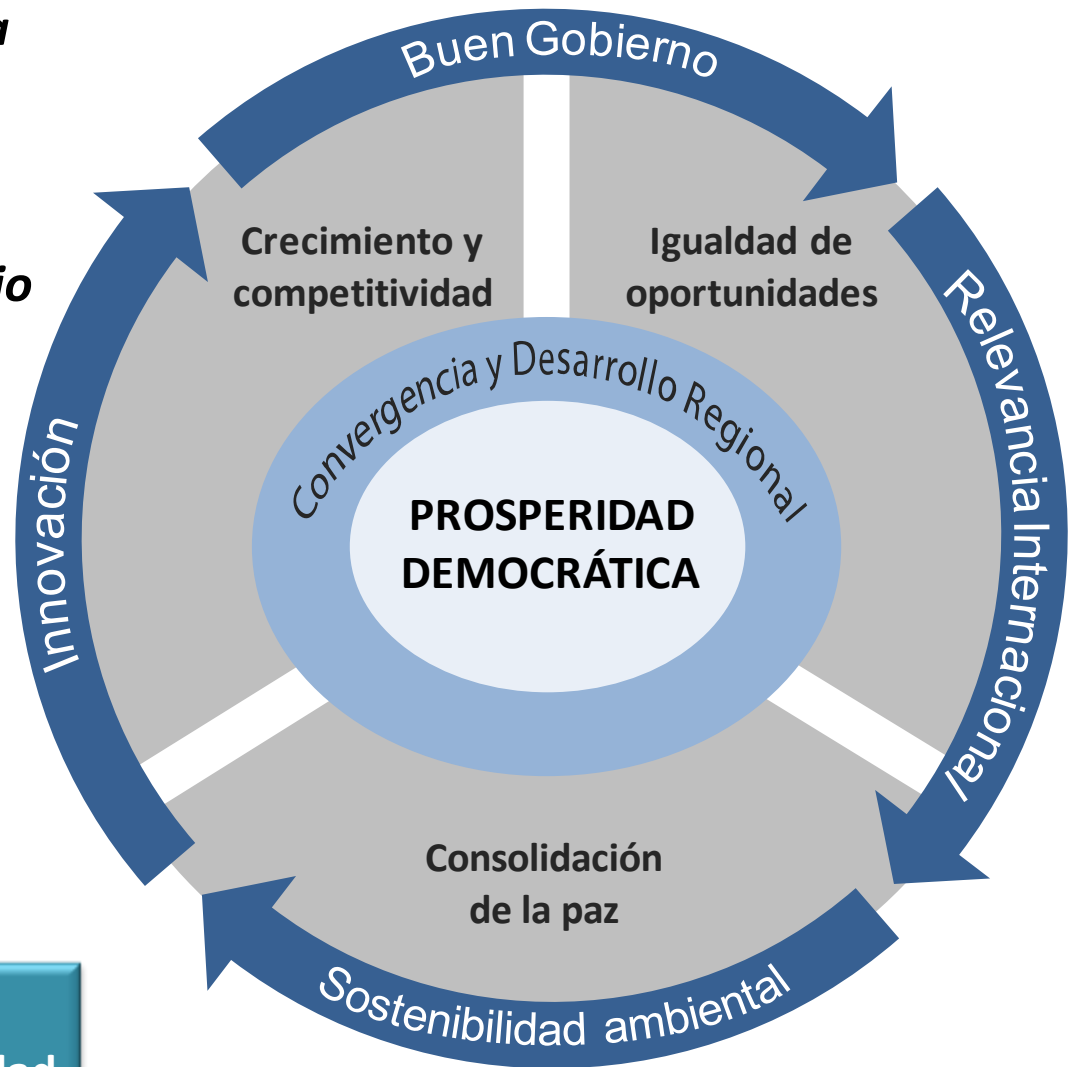 Buen Gobierno
Crecimiento y
competitividad
Igualdad de
oportunidades
Relevancia Internacional
Innovación
Convergencia y Desarrollo Regional
PROSPERIDAD
DEMOCRÁTICA
Consolidación
de la paz
Sostenibilidad ambiental